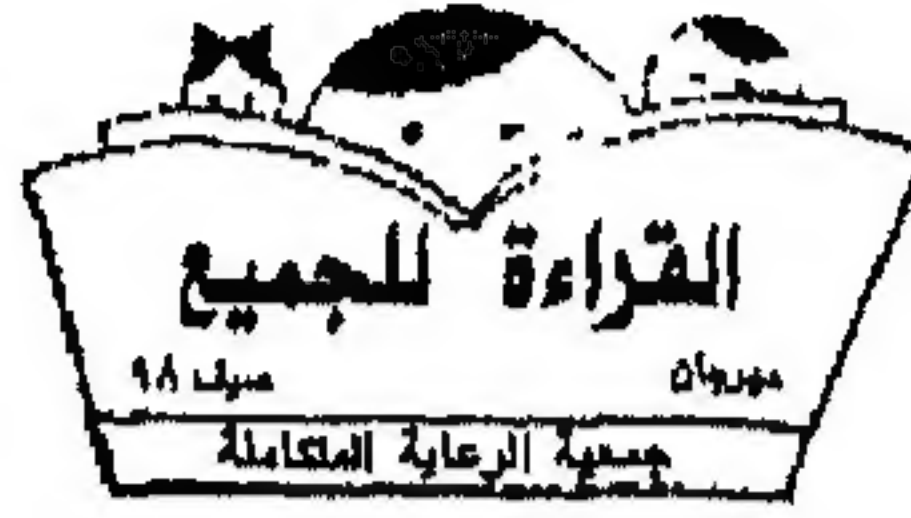 القراءة للجميع
مهرجان صيف ٩٨
جمعية الرعاية المتكاملة